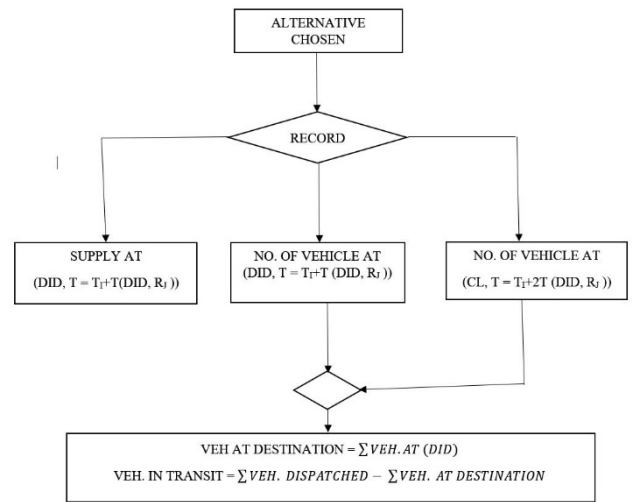 ALTERNATIVE
CHOSEN
RECORD
SUPPLY AT
(DID, T = T_I+T(DID, R_J ))
NO. OF VEHICLE AT
(DID, T = T_I+T (DID, R_J ))
NO. OF VEHICLE AT
(CL, T = T_I+2T (DID, R_J ))
VEH AT DESTINATION = ∑ VEH. AT (DID)
VEH. IN TRANSIT = ∑ VEH. DISPATCHED − ∑ VEH. AT DESTINATION